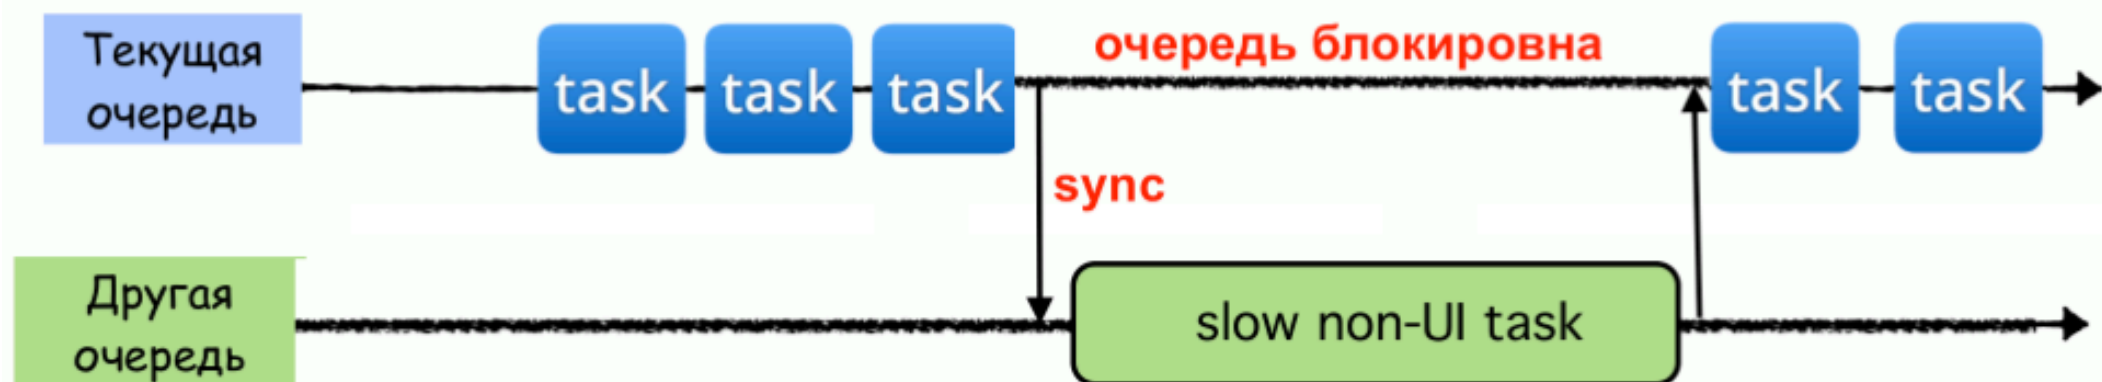 Текущая
очередь
task
task
task
очередь блокировна
task
task
sync
Другая
очередь
slow non-UI task